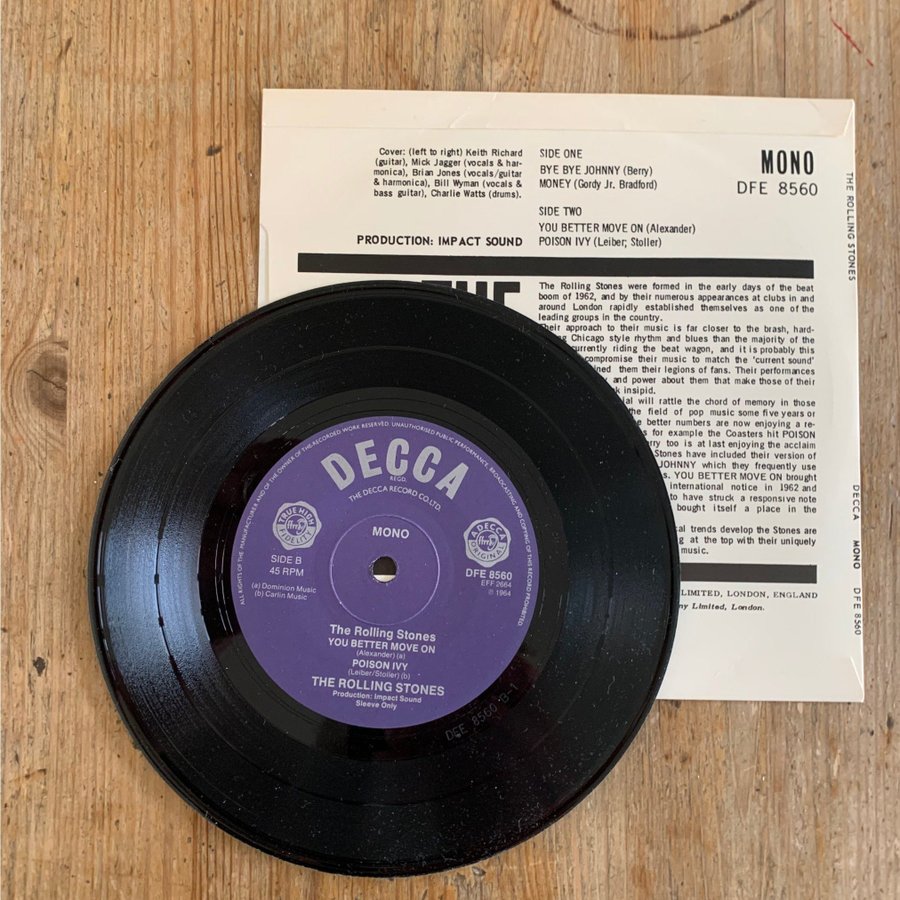 Cover: (left to right) Keith Richard
(guitar), Mick Jagger (vocals & har-
monica), Brian Jones (vocals/guitar
& harmonica), Bill Wyman (vocals &
bass guitar), Charlie Watts (drums).
PRODUCTION: IMPACT SOUND
SIDE ONE
BYE BYE JOHNNY (Berry)
MONEY (Gordy Jr. Bradford)
SIDE TWO
YOU BETTER MOVE ON (Alexander)
POISON IVY (Leiber; Stoller)
MONO
DFE 8560
THE
The Rolling Stones were formed in the early days of the beat
boom of 1962, and by their numerous appearances at clubs in and
around London rapidly established themselves as one of the
leading groups in the country.
Their approach to their music is far closer to the brash, hard-
Chicago style rhythm and blues than the majority of the
currently riding the beat wagon, and it is probably this
compromise their music to match the 'current sound'
them their legions of fans. Their performances
and power about them that make those of their
insipid.
will rattle the chord of memory in those
the field of pop music some five years or
better numbers are now enjoying a re-
for example the Coasters hit POISON
too is at last enjoying the acclaim
Stones have included their version of
JOHNNY which they frequently use
YOU BETTER MOVE ON brought
international notice in 1962 and
to have struck a responsive note
bought itself a place in the
trends develop the Stones are
at the top with their uniquely
music.
LIMITED, LONDON, ENGLAND
Limited, London.
THE ROLLING STONES
DECCA
MONO
DFE 8560
ALL RIGHTS OF THE MANUFACTURER AND OF THE OWNER OF THE RECORDED WORK RESERVED. UNAUTHORISED PUBLIC PERFORMANCE, BROADCASTING AND COPYING OF THIS RECORD PROHIBITED
DECCA
REGD.
THE DECCA RECORD CO. LTD.
TRUE HIGH
ffrr
FIDELITY
MONO
A DECCA
ffrr
ORIGINAL
SIDE B
45 RPM
(a) Dominion Music
(b) Carlin Music
DFE 8560
EFF 2664
℗ 1964
The Rolling Stones
YOU BETTER MOVE ON
(Alexander) (a)
POISON IVY
(Leiber/Stoller) (b)
THE ROLLING STONES
Production: Impact Sound
Sleeve Only
DFE 8560 B-1